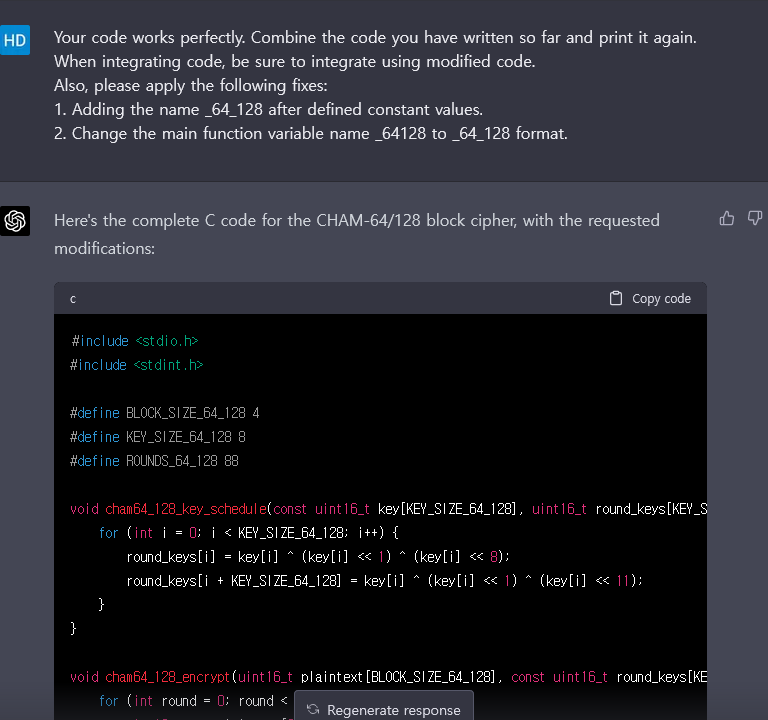 HD
Your code works perfectly. Combine the code you have written so far and print it again.
When integrating code, be sure to integrate using modified code.
Also, please apply the following fixes:
1. Adding the name _64_128 after defined constant values.
2. Change the main function variable name _64128 to _64_128 format.
Here's the complete C code for the CHAM-64/128 block cipher, with the requested
modifications:
c
Copy code
#include <stdio.h>
#include <stdint.h>
#define BLOCK_SIZE_64_128 4
#define KEY_SIZE_64_128 8
#define ROUNDS_64_128 88
void cham64_128_key_schedule(const uint16_t key[KEY_SIZE_64_128], uint16_t round_keys[KEY_S
for (int i = 0; i < KEY_SIZE_64_128; i++) {
round_keys[i] = key[i] ^ (key[i] << 1) ^ (key[i] << 8);
round_keys[i + KEY_SIZE_64_128] = key[i] ^ (key[i] << 1) ^ (key[i] << 11);
}
}
void cham64_128_encrypt(uint16_t plaintext[BLOCK_SIZE_64_128], const uint16_t round_keys[KE
for (int round = 0; round <
Regenerate response